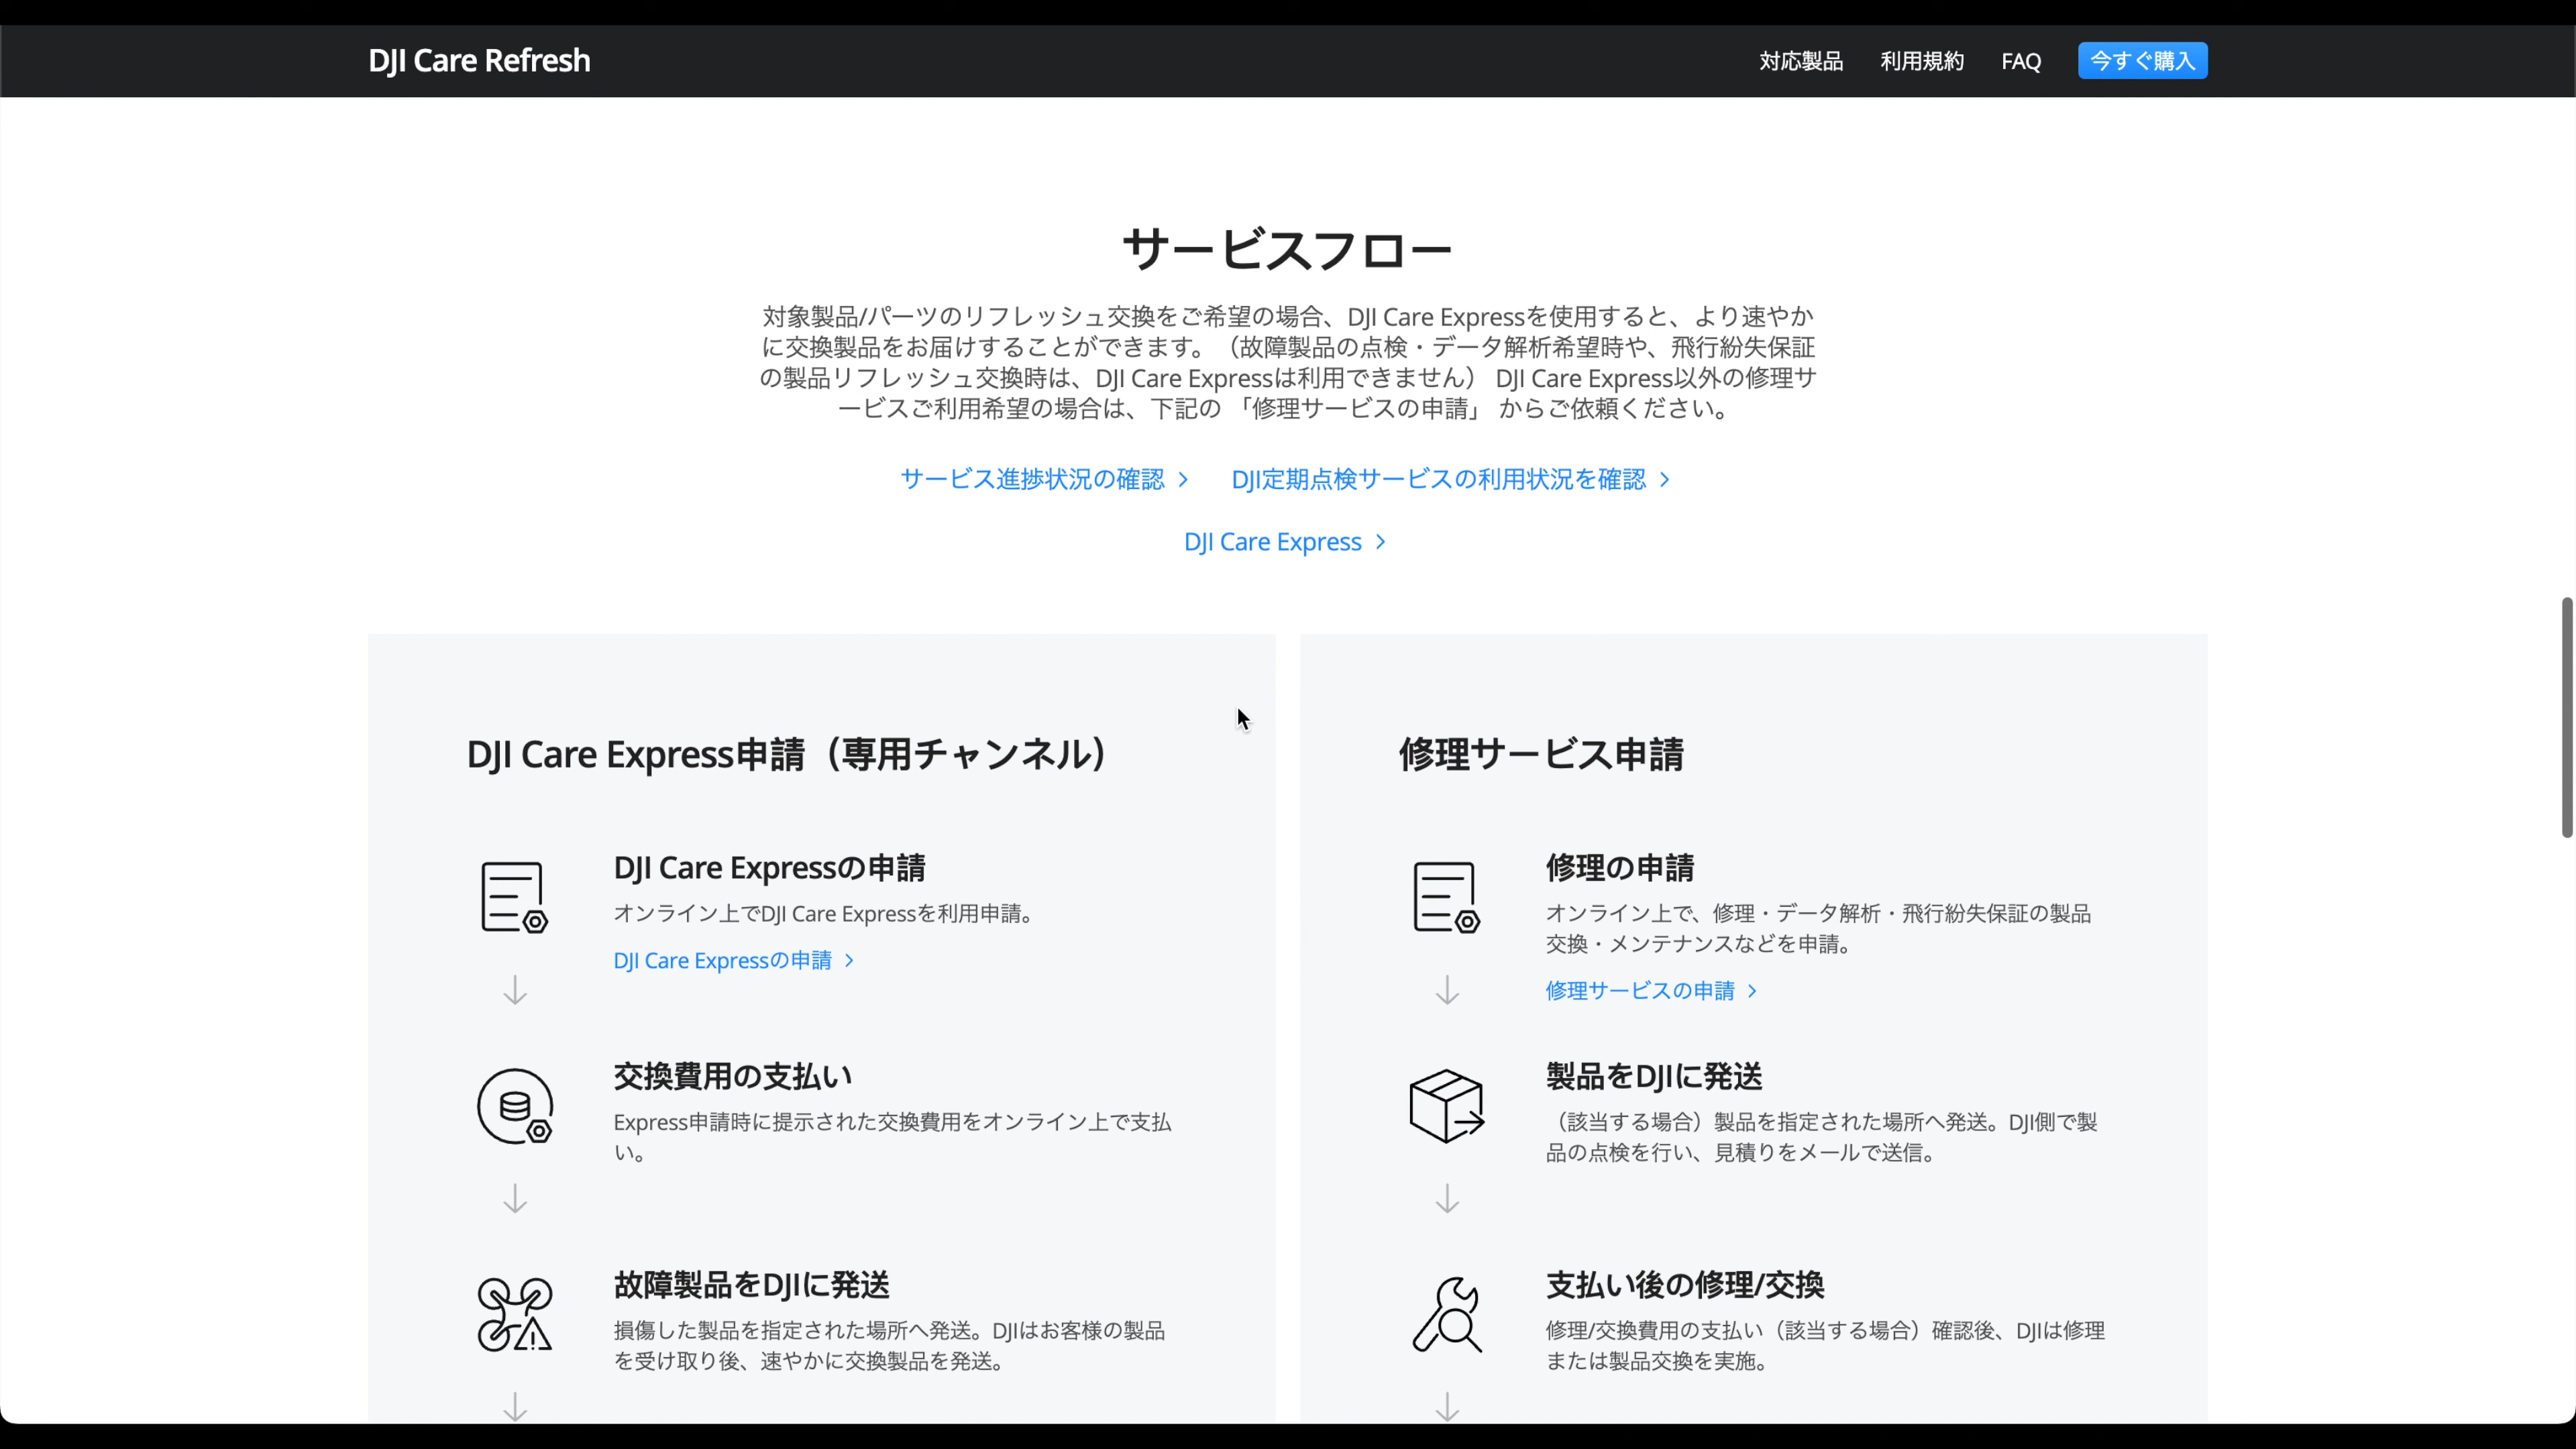 DJI Care Refresh
対応製品
利用規約
FAQ
今すぐ購入
サービスフロー
対象製品/パーツのリフレッシュ交換をご希望の場合、DJI Care Expressを使用すると、より速やか
に交換製品をお届けすることができます。（故障製品の点検・データ解析希望時や、飛行紛失保証
の製品リフレッシュ交換時は、DJI Care Expressは利用できません） DJI Care Express以外の修理サ
ービスご利用希望の場合は、下記の 「修理サービスの申請」 からご依頼ください。
サービス進捗状況の確認 >
DJI定期点検サービスの利用状況を確認 >
DJI Care Express >
DJI Care Express申請（専用チャンネル）
DJI Care Expressの申請
オンライン上でDJI Care Expressを利用申請。
DJI Care Expressの申請 >
交換費用の支払い
Express申請時に提示された交換費用をオンライン上で支払
い。
故障製品をDJIに発送
損傷した製品を指定された場所へ発送。DJIはお客様の製品
を受け取り後、速やかに交換製品を発送。
修理サービス申請
修理の申請
オンライン上で、修理・データ解析・飛行紛失保証の製品
交換・メンテナンスなどを申請。
修理サービスの申請 >
製品をDJIに発送
（該当する場合）製品を指定された場所へ発送。DJI側で製
品の点検を行い、見積りをメールで送信。
支払い後の修理/交換
修理/交換費用の支払い（該当する場合）確認後、DJIは修理
または製品交換を実施。